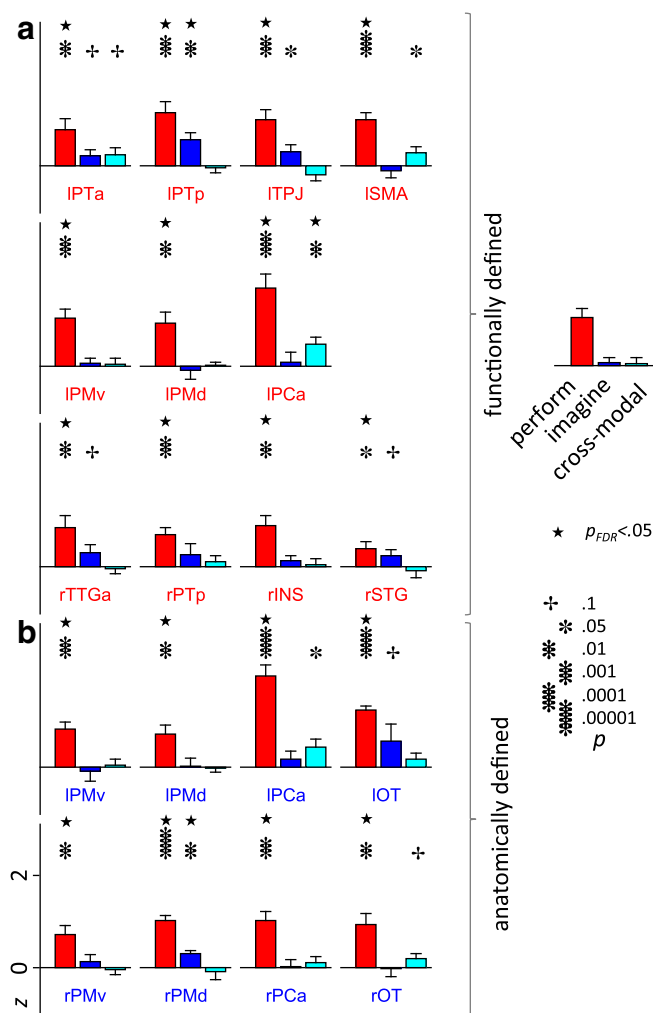 a
lPTa lPTp lTPJ lSMA
lPMv lPMd lPCa
rTTGa rPTp rINS rSTG
functionally defined
b
lPMv lPMd lPCa lOT
2
0
z
rPMv rPMd rPCa rOT
anatomically defined
perform
imagine
cross-modal
★ pFDR<.05
.1
.05
.01
.001
.0001
.00001
p